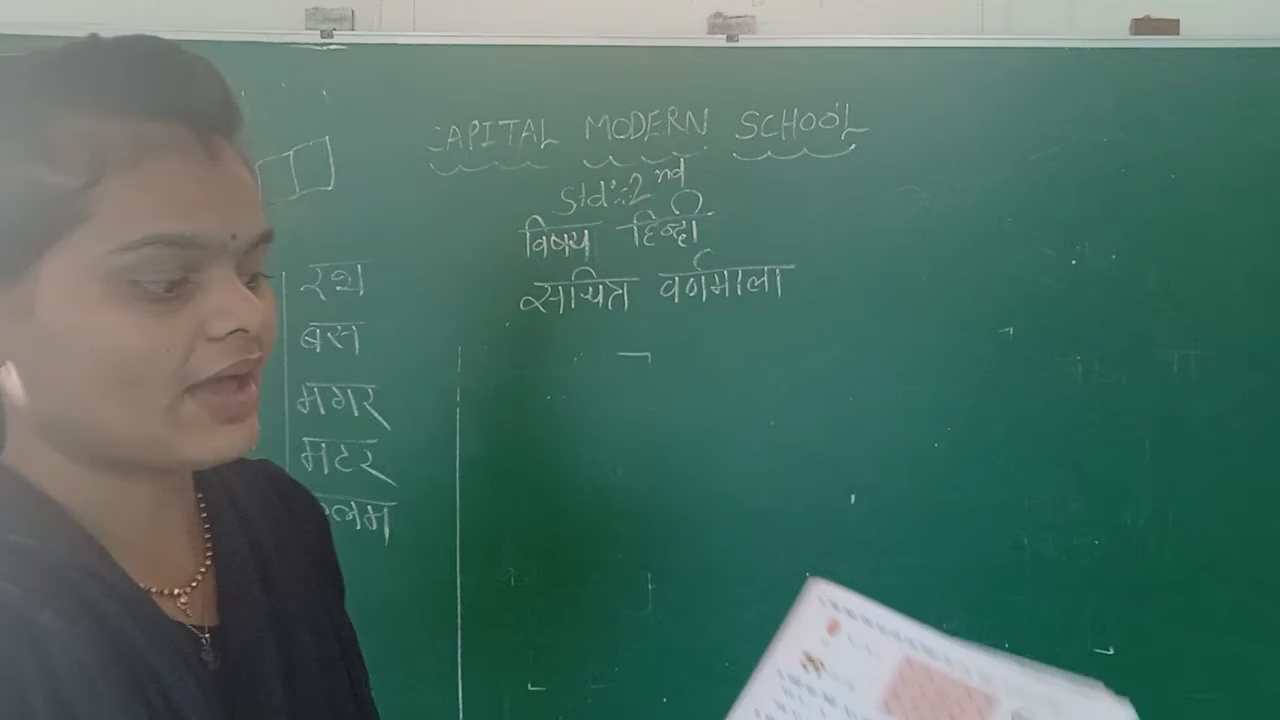 CAPITAL MODERN SCHOOL
Std :- 2nd
विषय हिन्दी
सचित्र वर्णमाला
रथ
बस
मगर
मटर